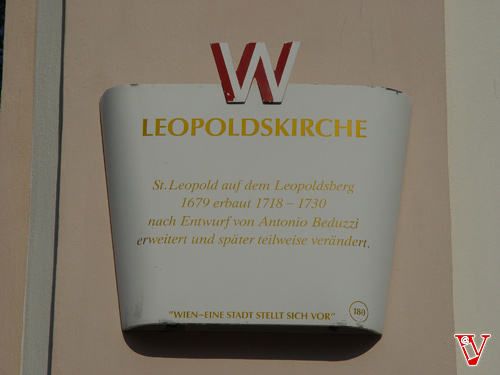 W
LEOPOLDSKIRCHE
St. Leopold auf dem Leopoldsberg
1679 erbaut 1718 – 1730
nach Entwurf von Antonio Beduzzi
erweitert und später teilweise verändert.
"WIEN–EINE STADT STELLT SICH VOR"
180
V